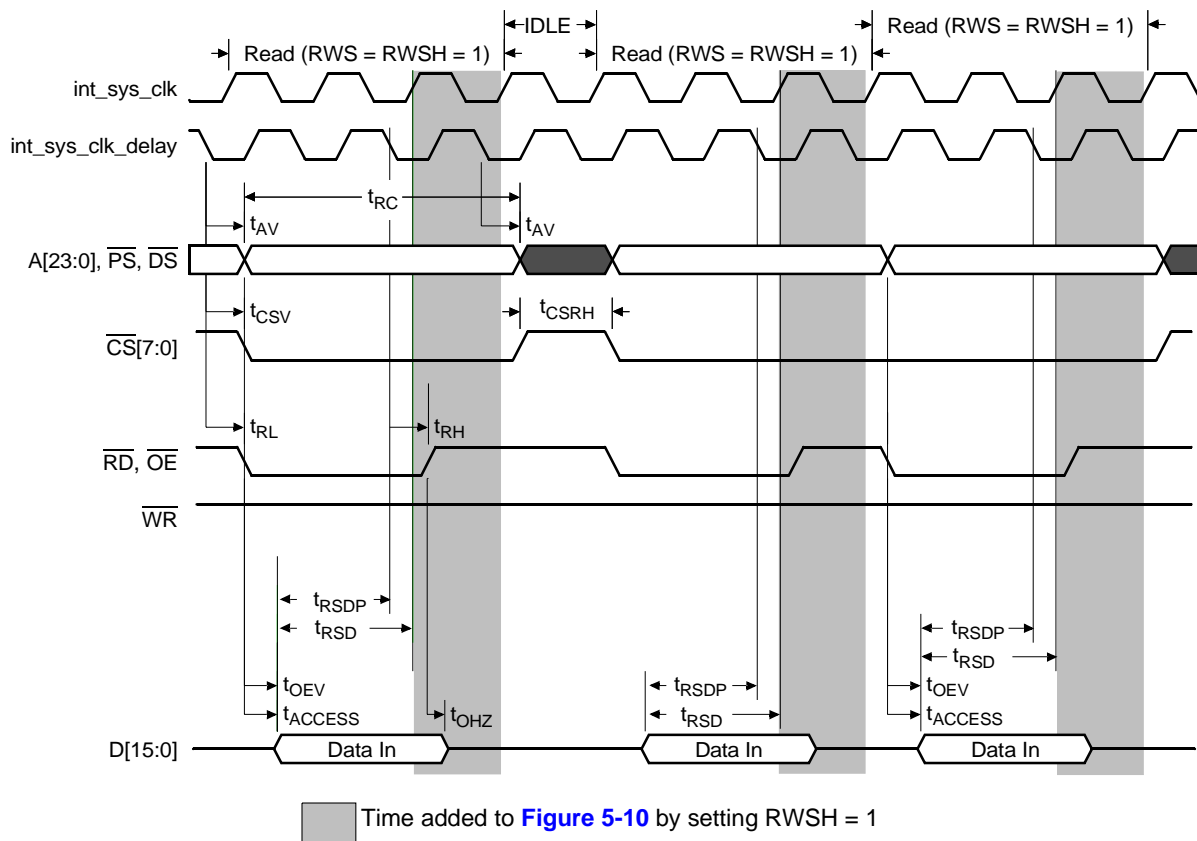 IDLE
Read (RWS = RWSH = 1)
Read (RWS = RWSH = 1)
Read (RWS = RWSH = 1)
int_sys_clk
int_sys_clk_delay
tRC
tAV
tAV
A[23:0], PS, DS
tCSV
tCSRH
CS[7:0]
tRL
tRH
RD, OE
WR
tRSDP
tRSD
tRSDP
tRSD
tOEV
tRSDP
tOEV
tACCESS
tOHZ
tRSD
tACCESS
D[15:0]
Data In
Data In
Data In
Time added to Figure 5-10 by setting RWSH = 1